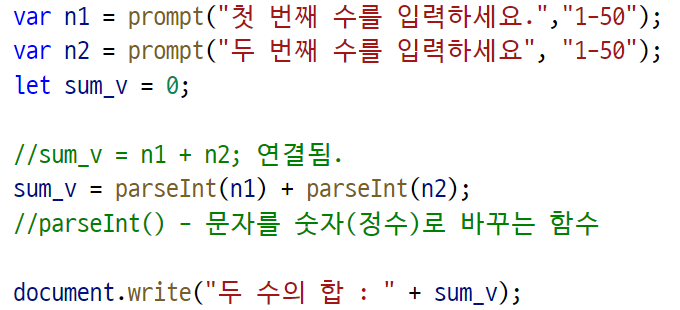 var n1 = prompt("첫 번째 수를 입력하세요.","1-50");
var n2 = prompt("두 번째 수를 입력하세요", "1-50");
let sum_v = 0;
//sum_v = n1 + n2; 연결됨.
sum_v = parseInt(n1) + parseInt(n2);
//parseInt() - 문자를 숫자(정수)로 바꾸는 함수
document.write("두 수의 합 : " + sum_v);